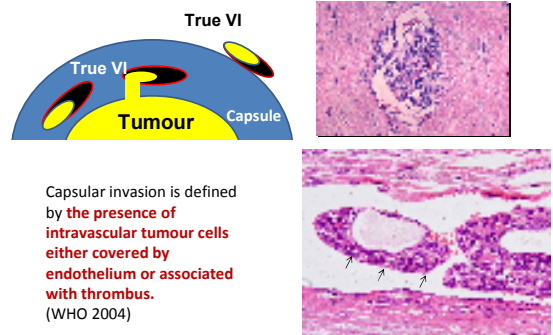 True VI
True VI
Capsule
Tumour
Capsular invasion is defined
by the presence of
intravascular tumour cells
either covered by
endothelium or associated
with thrombus.
(WHO 2004)